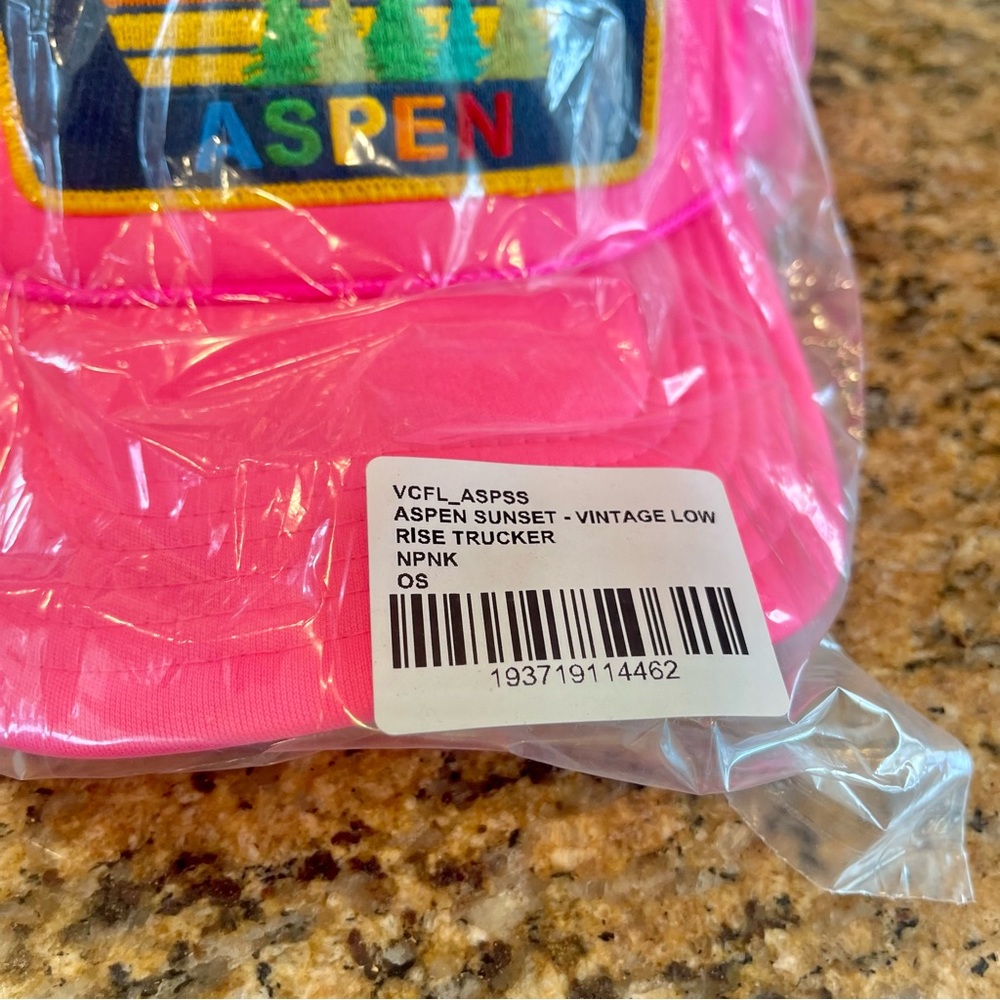 ASPEN
VCFL_ASPSS
ASPEN SUNSET - VINTAGE LOW
RISE TRUCKER
NPNK
OS
193719114462